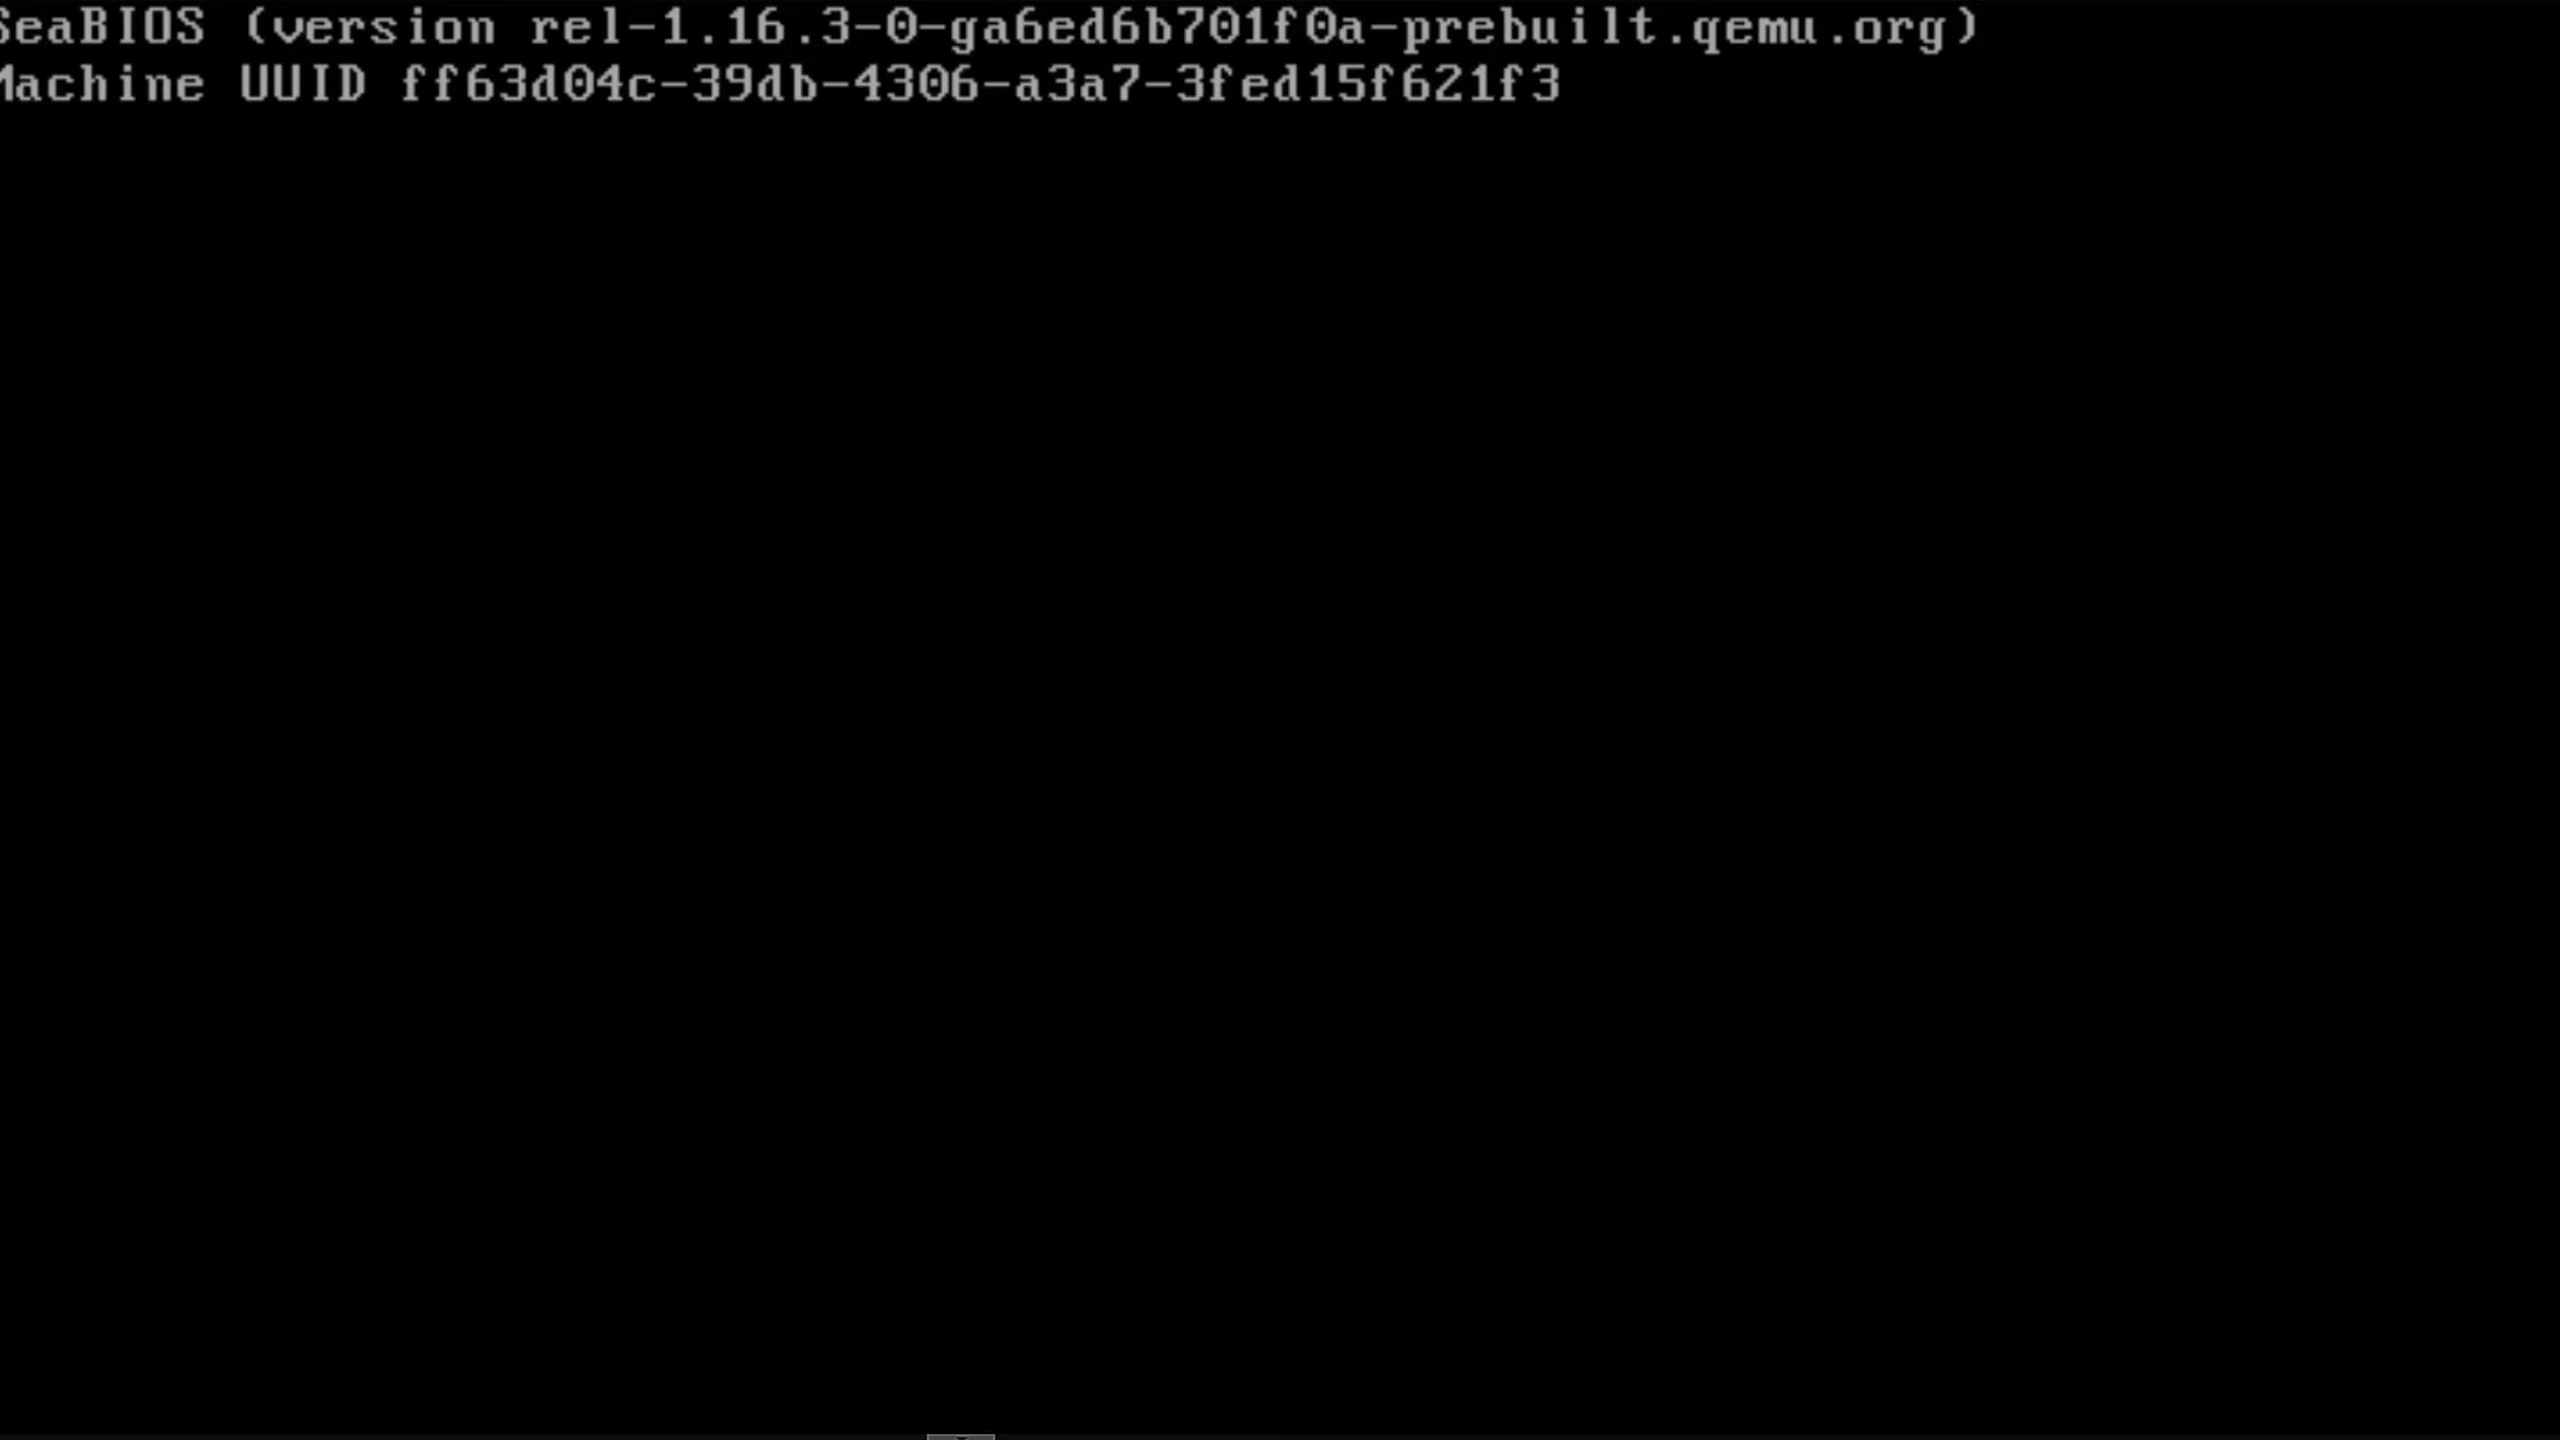 SeaBIOS (version rel-1.16.3-0-ga6ed6b701f0a-prebuilt.qemu.org)
Machine UUID ff63d04c-39db-4306-a3a7-3fed15f621f3